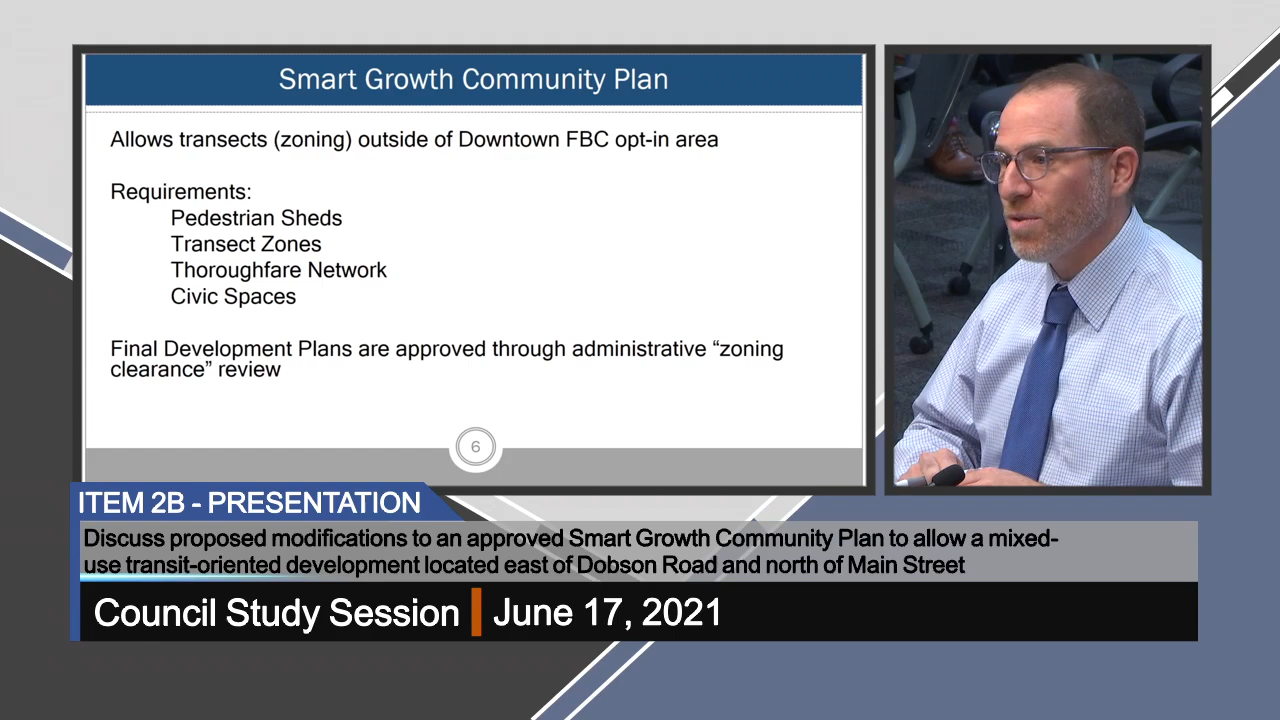 Smart Growth Community Plan
Allows transects (zoning) outside of Downtown FBC opt-in area
Requirements:
Pedestrian Sheds
Transect Zones
Thoroughfare Network
Civic Spaces
Final Development Plans are approved through administrative “zoning
clearance” review
6
ITEM 2B - PRESENTATION
Discuss proposed modifications to an approved Smart Growth Community Plan to allow a mixed-
use transit-oriented development located east of Dobson Road and north of Main Street
Council Study Session June 17, 2021